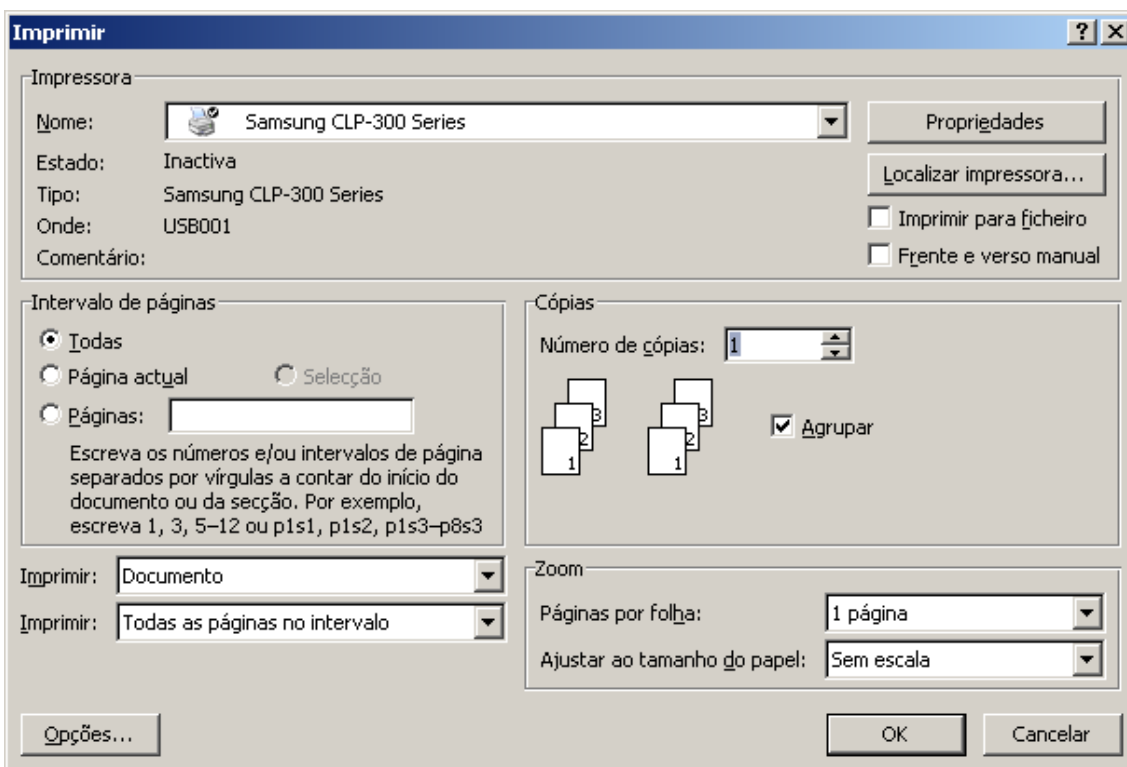 Imprimir
Impressora
Nome: Samsung CLP-300 Series
Propriedades
Estado: Inactiva
Localizar impressora...
Tipo: Samsung CLP-300 Series
Onde: USB001
Imprimir para ficheiro
Comentário:
Frente e verso manual
Intervalo de páginas
Todas
Página actual Selecção
Páginas:
Escreva os números e/ou intervalos de página
separados por vírgulas a contar do início do
documento ou da secção. Por exemplo,
escreva 1, 3, 5–12 ou p1s1, p1s2, p1s3–p8s3
Cópias
Número de cópias: 1
3 3
2 2
1 1
Agrupar
Imprimir: Documento
Imprimir: Todas as páginas no intervalo
Zoom
Páginas por folha: 1 página
Ajustar ao tamanho do papel: Sem escala
Opções... OK Cancelar